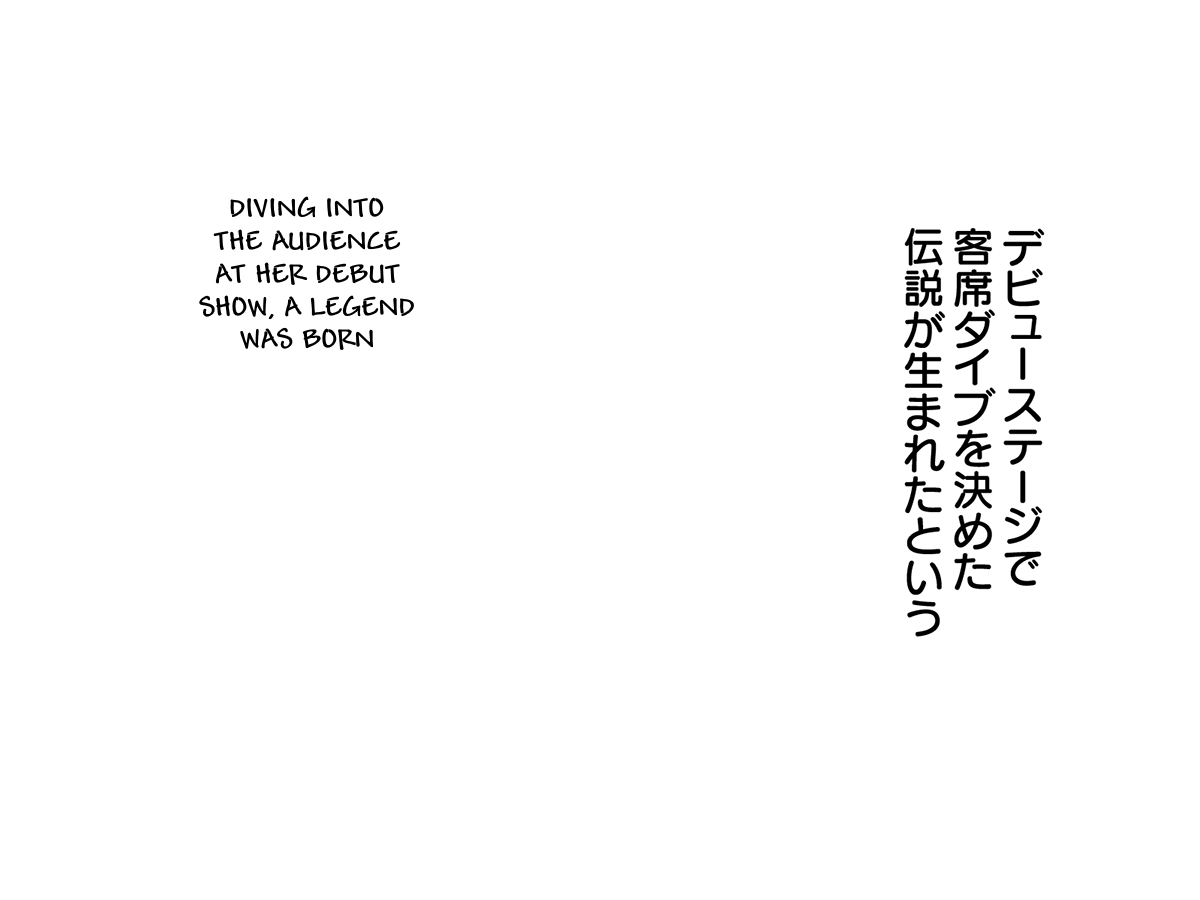 DIVING INTO
THE AUDIENCE
AT HER DEBUT
SHOW, A LEGEND
WAS BORN
デビューステージで
客席ダイブを決めた
伝説が生まれたという